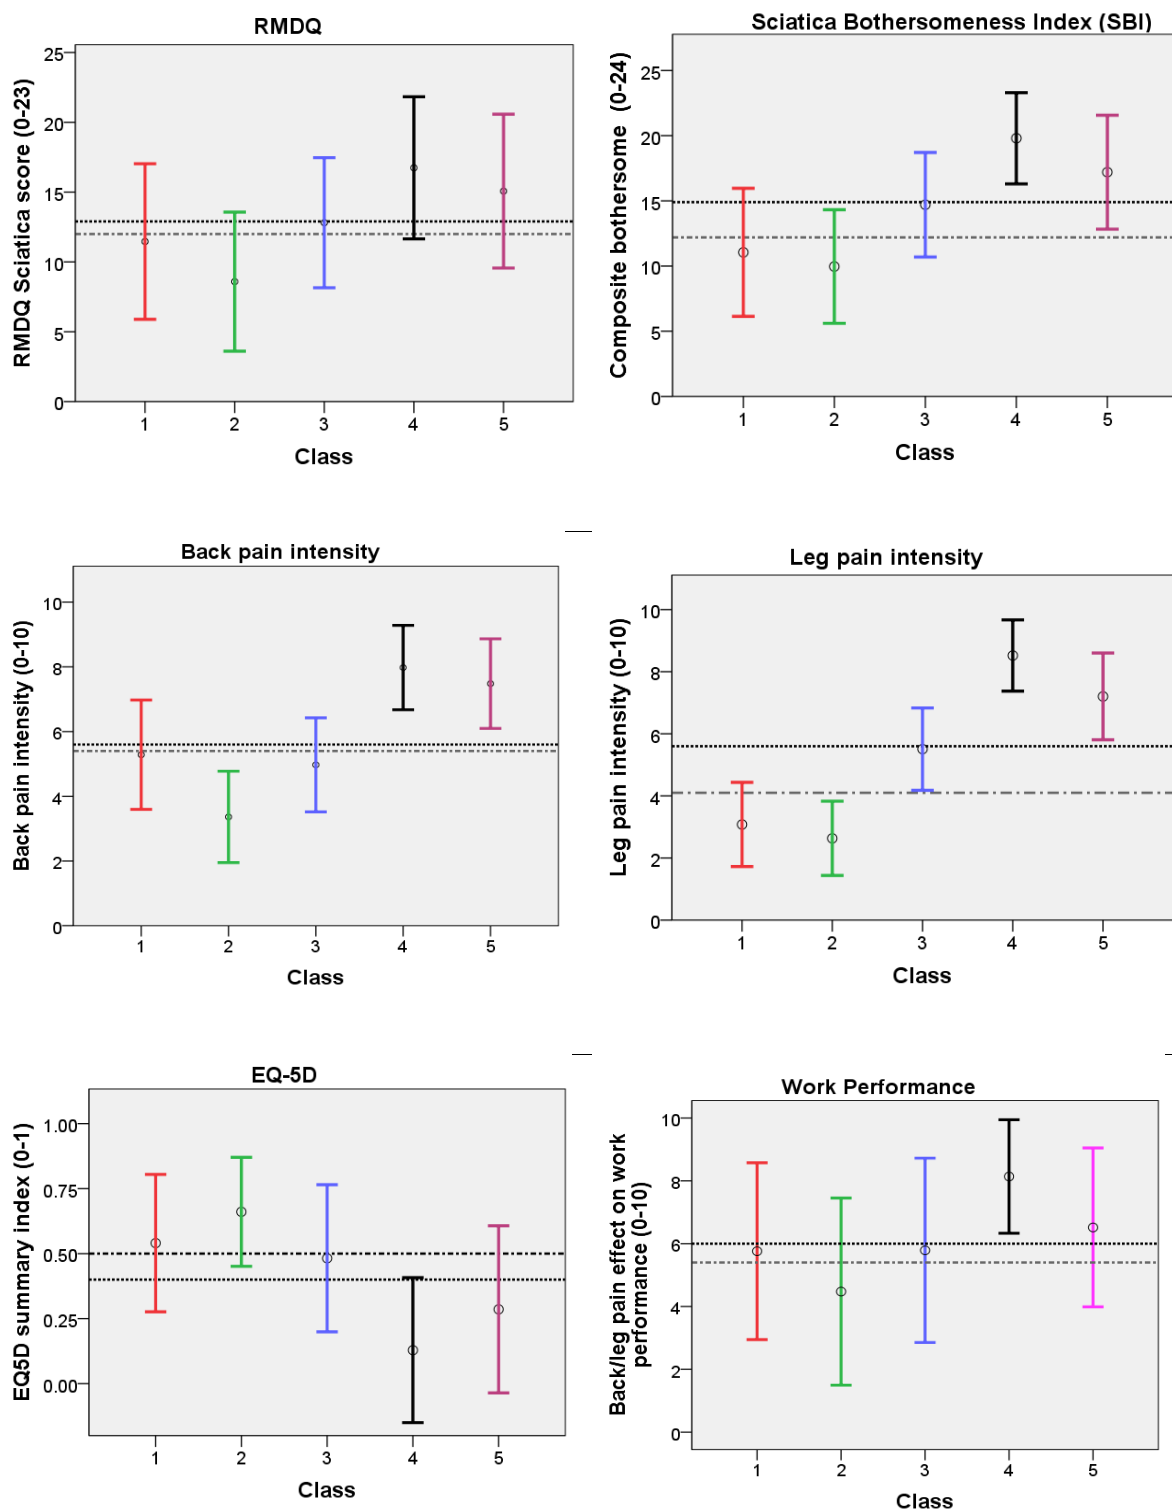 RMDQ
RMDQ Sciatica score (0-23)
25
20
15
10
5
0
1 2 3 4 5
Class
Sciatica Bothersomeness Index (SBI)
Composite bothersome (0-24)
25
20
15
10
5
0
1 2 3 4 5
Class
Back pain intensity
Back pain intensity (0-10)
10
8
6
4
2
0
1 2 3 4 5
Class
Leg pain intensity
Leg pain intensity (0-10)
10
8
6
4
2
0
1 2 3 4 5
Class
EQ-5D
EQ5D summary index (0-1)
1.00
0.75
0.50
0.25
0.00
1 2 3 4 5
Class
Work Performance
Back/leg pain effect on work
performance (0-10)
10
8
6
4
2
0
1 2 3 4 5
Class